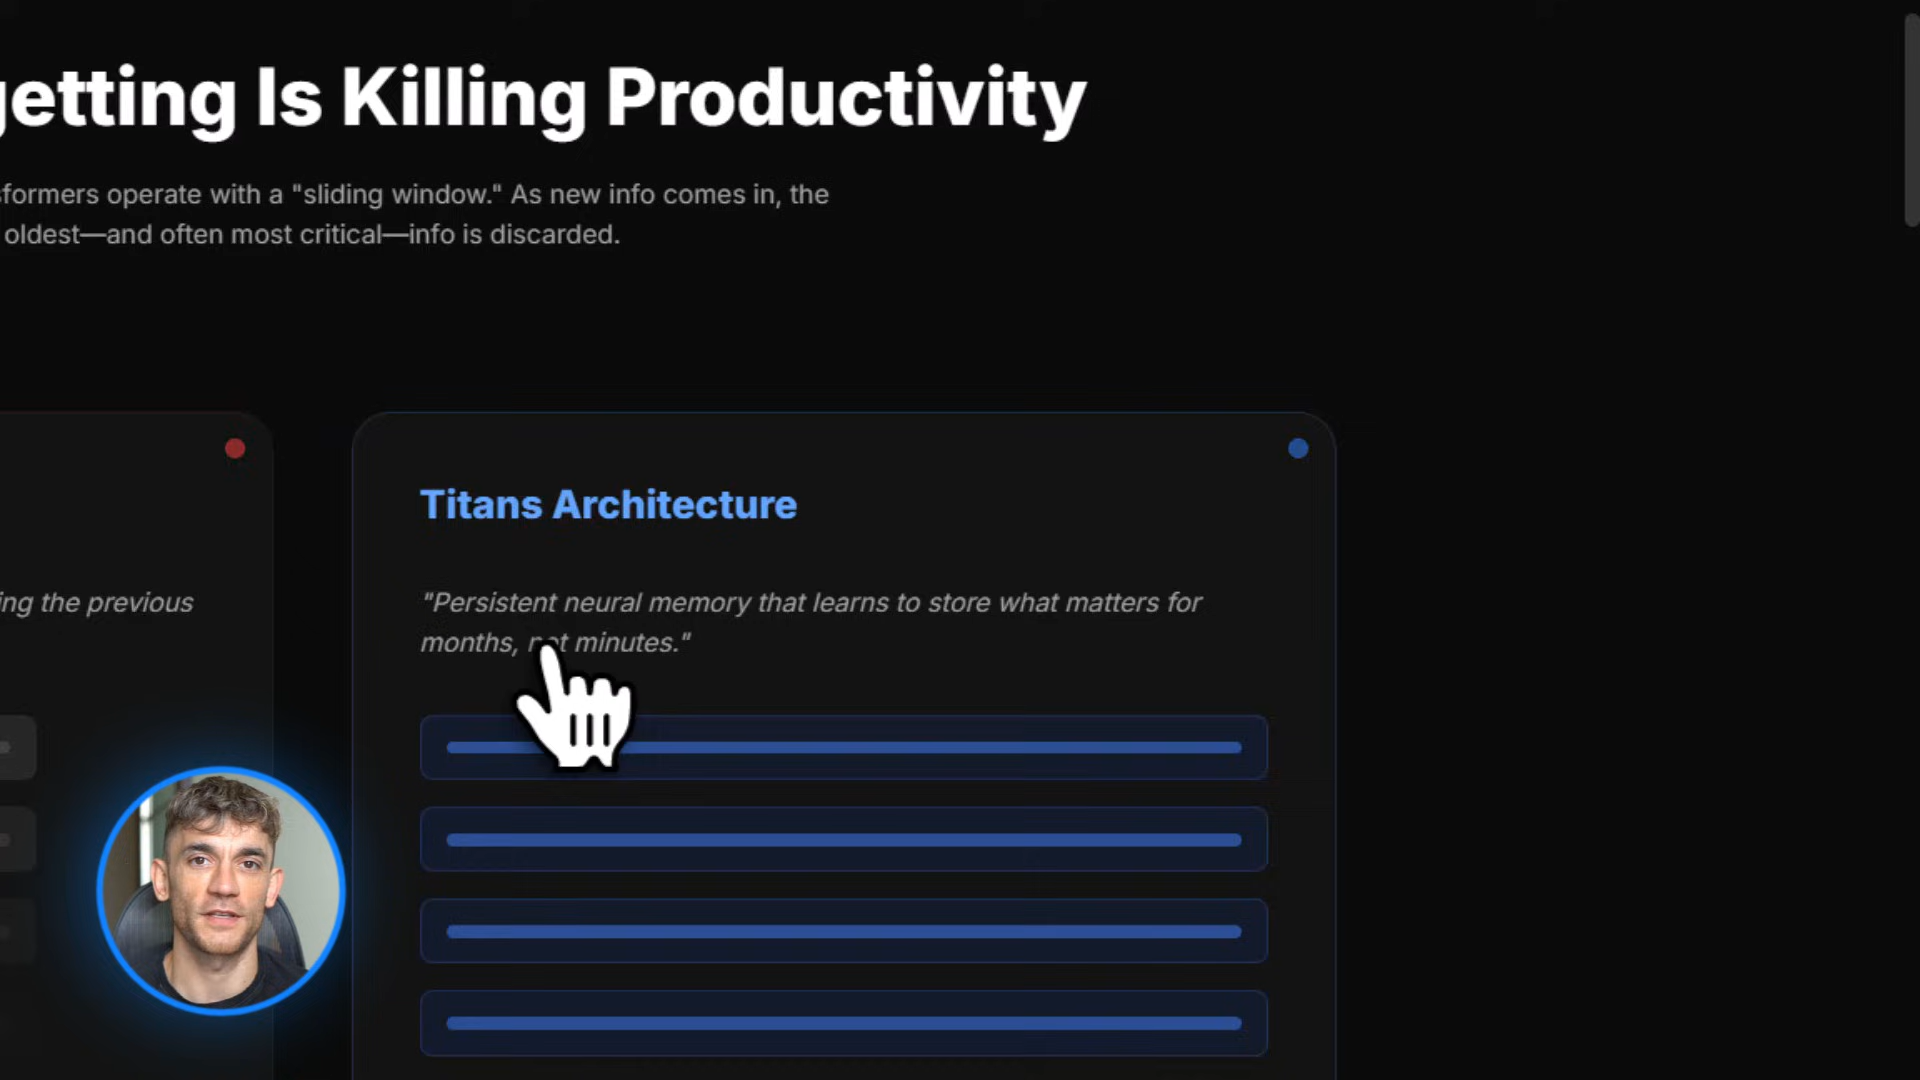 getting Is Killing Productivity
sformers operate with a "sliding window." As new info comes in, the
oldest—and often most critical—info is discarded.
Titans Architecture
ing the previous
"Persistent neural memory that learns to store what matters for
months, not minutes."